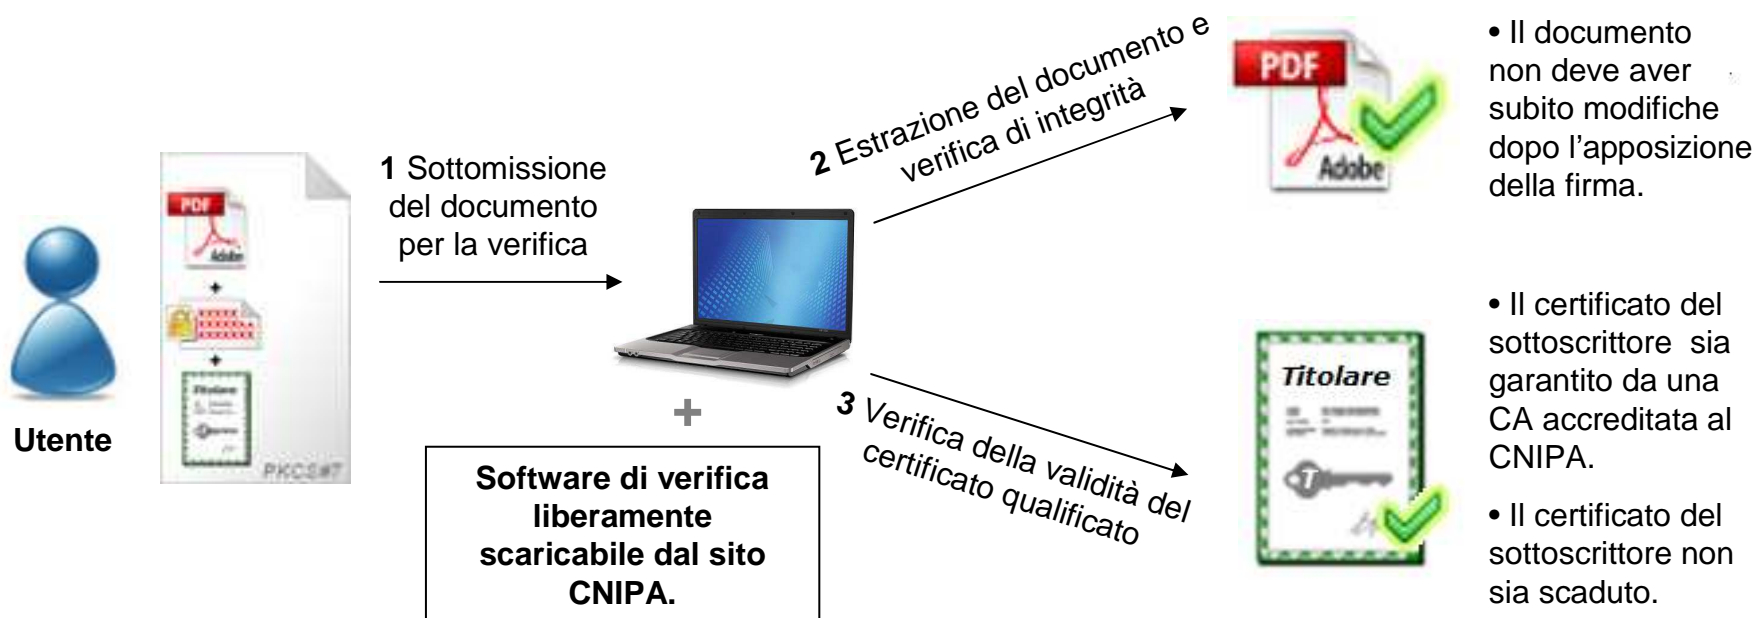 Utente
PDF
Adobe
+
+
Titolare
PKCS#7
1 Sottomissione
del documento
per la verifica
+
Software di verifica
liberamente
scaricabile dal sito
CNIPA.
2 Estrazione del documento e
verifica di integrità
PDF
Adobe
• Il documento
non deve aver
subito modifiche
dopo l'apposizione
della firma.
3 Verifica della validità del
certificato qualificato
Titolare
T
• Il certificato del
sottoscrittore sia
garantito da una
CA accreditata al
CNIPA.
• Il certificato del
sottoscrittore non
sia scaduto.